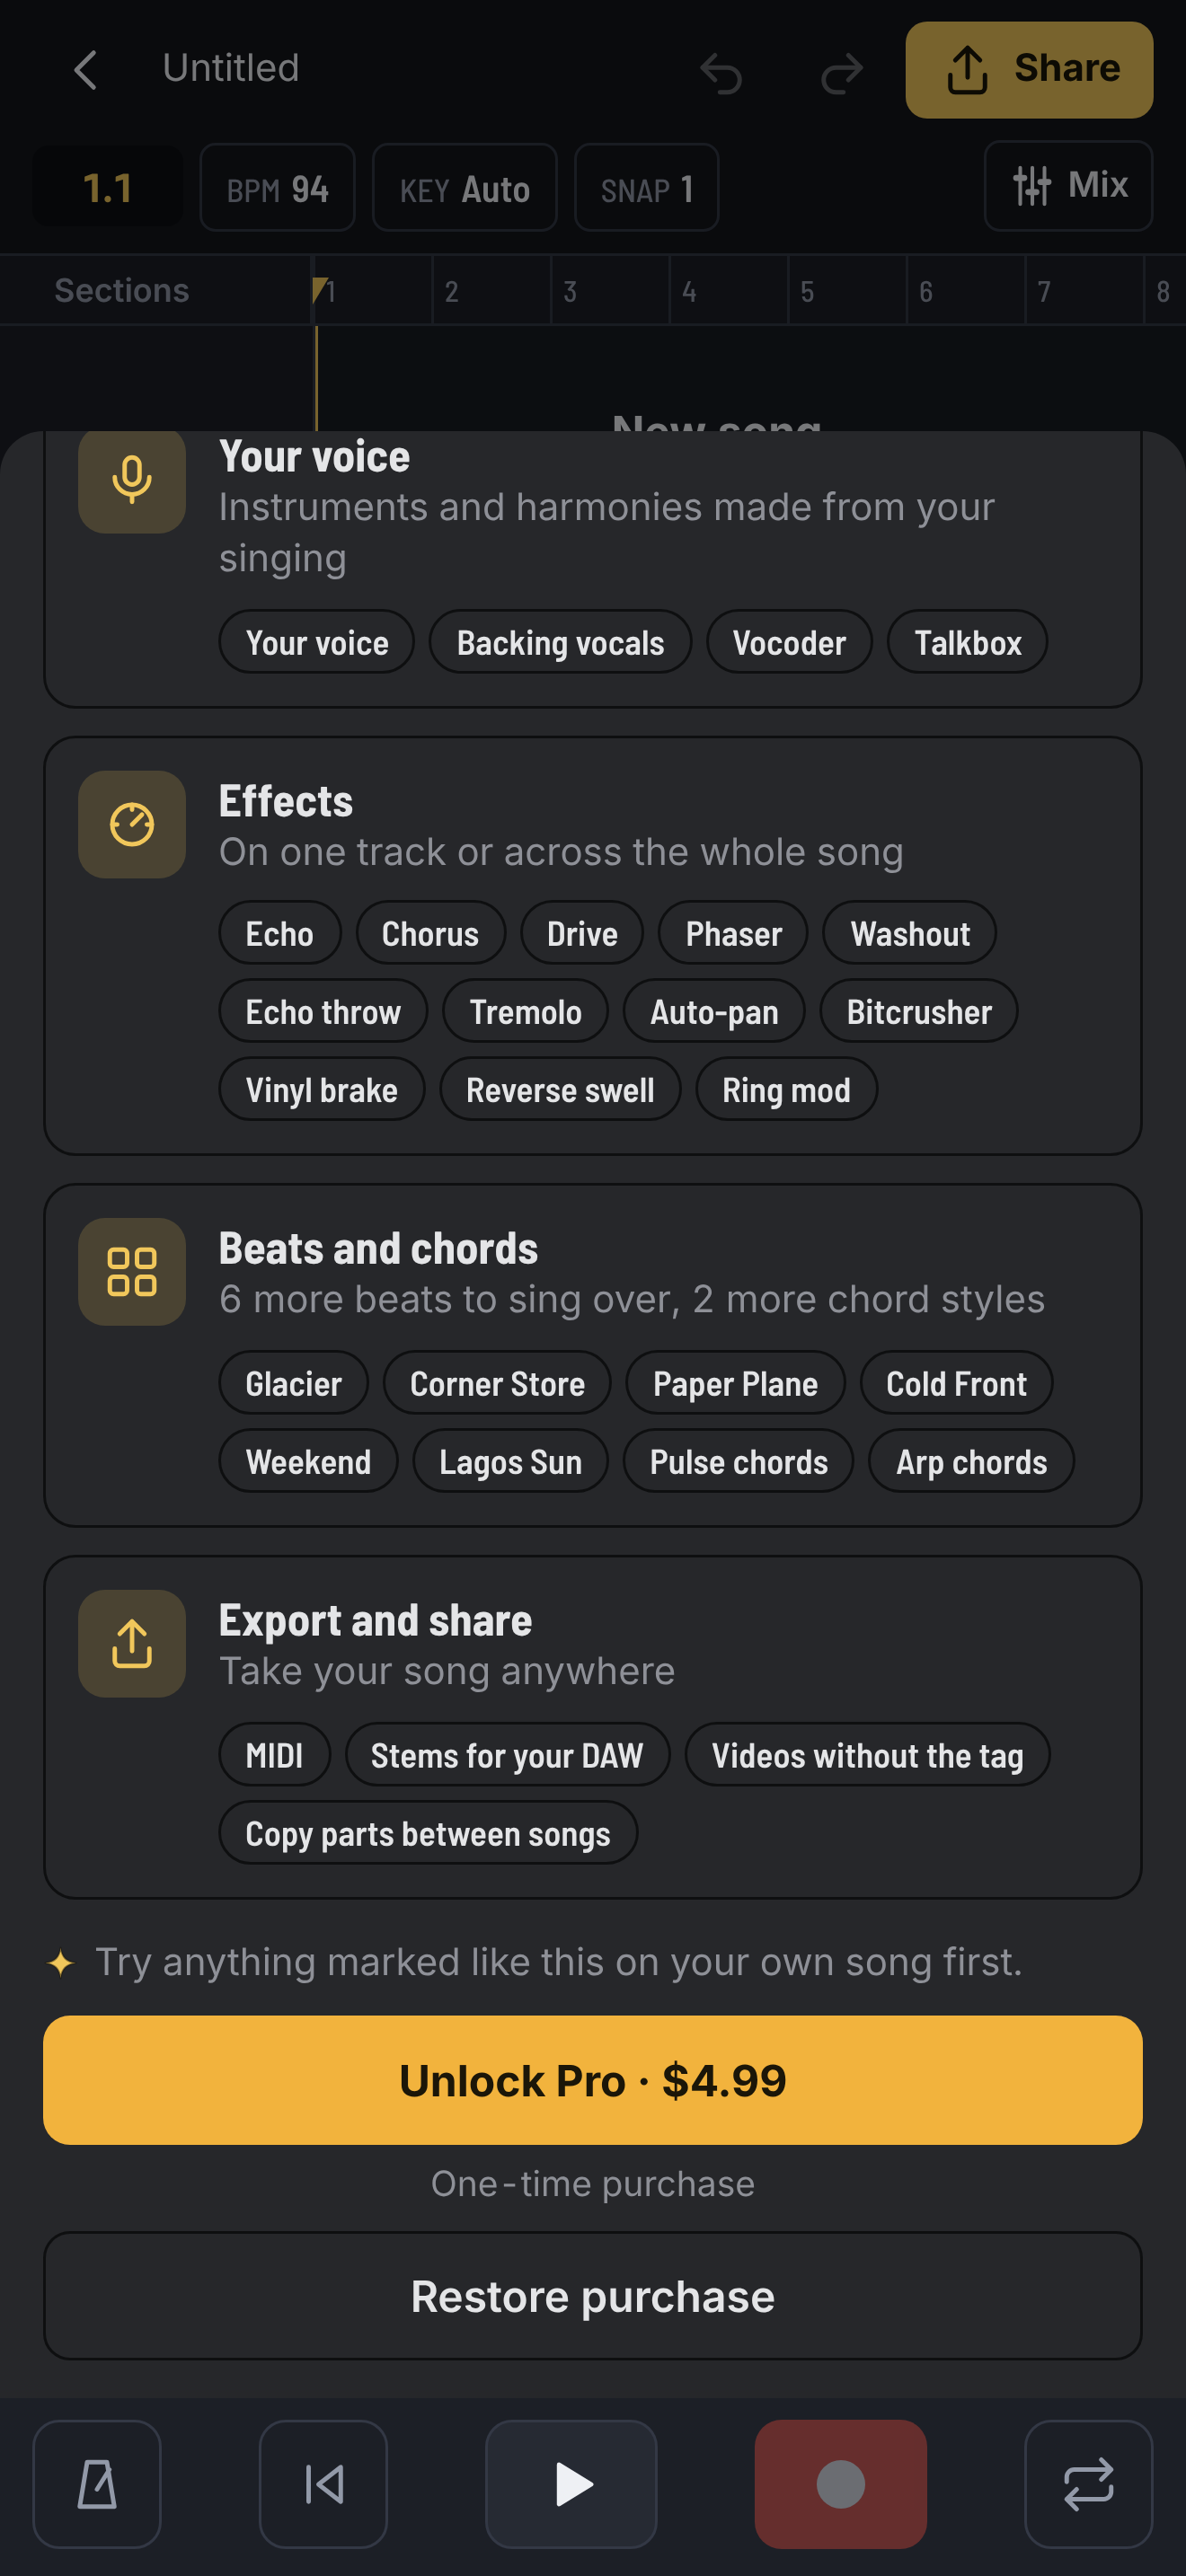 Untitled
Share
1.1
BPM 94
KEY Auto
SNAP 1
Mix
Sections
1
2
3
4
5
6
7
8
New song
Your voice
Instruments and harmonies made from your
singing
Your voice
Backing vocals
Vocoder
Talkbox
Effects
On one track or across the whole song
Echo
Chorus
Drive
Phaser
Washout
Echo throw
Tremolo
Auto-pan
Bitcrusher
Vinyl brake
Reverse swell
Ring mod
Beats and chords
6 more beats to sing over, 2 more chord styles
Glacier
Corner Store
Paper Plane
Cold Front
Weekend
Lagos Sun
Pulse chords
Arp chords
Export and share
Take your song anywhere
MIDI
Stems for your DAW
Videos without the tag
Copy parts between songs
Try anything marked like this on your own song first.
Unlock Pro · $4.99
One-time purchase
Restore purchase